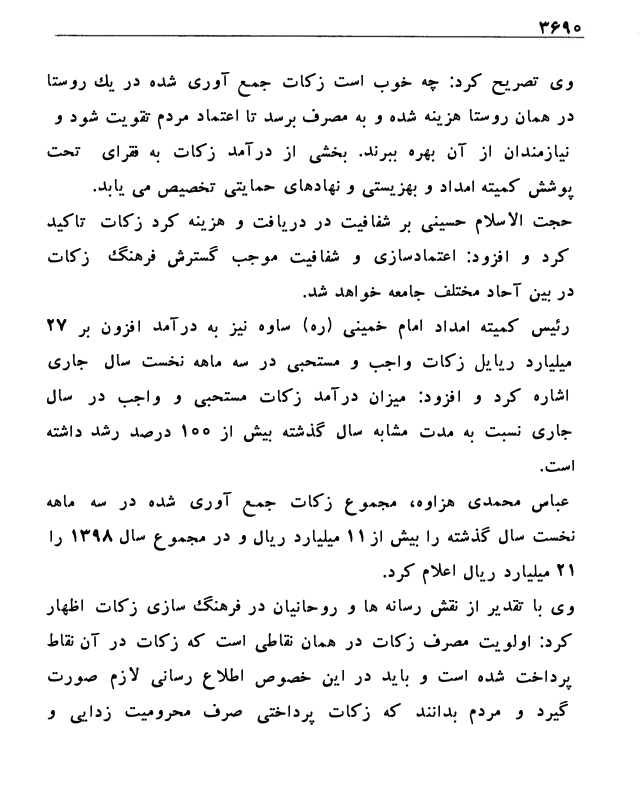 ۳۶۹۰
وی تصریح کرد: چه خوب است زکات جمع آوری شده در یك روستا
در همان روستا هزینه شده و به مصرف برسد تا اعتماد مردم تقویت شود و
نیازمندان از آن بهره ببرند. بخشی از درآمد زکات به فقرای تحت
پوشش کمیته امداد و بهزیستی و نهادهای حمایتی تخصیص می یابد.
حجت الاسلام حسینی بر شفافیت در دریافت و هزینه کرد زکات تاکید
کرد و افزود: اعتمادسازی و شفافیت موجب گسترش فرهنگ زکات
در بین آحاد مختلف جامعه خواهد شد.
رئیس کمیته امداد امام خمینی (ره) ساوه نیز به درآمد افزون بر ۲۷
میلیارد ریایل زکات واجب و مستحبی در سه ماهه نخست سال جاری
اشاره کرد و افزود: میزان درآمد زکات مستحبی و واجب در سال
جاری نسبت به مدت مشابه سال گذشته بیش از ۱۰۰ درصد رشد داشته
است.
عباس محمدی هزاوه، مجموع زکات جمع آوری شده در سه ماهه
نخست سال گذشته را بیش از ۱۱ میلیارد ریال و در مجموع سال ۱۳۹۸ را
۲۱ میلیارد ریال اعلام کرد.
وی با تقدیر از نقش رسانه ها و روحانیان در فرهنگ سازی زکات اظهار
کرد: اولویت مصرف زکات در همان نقاطی است که زکات در آن نقاط
پرداخت شده است و باید در این خصوص اطلاع رسانی لازم صورت
گیرد و مردم بدانند که زکات پرداختی صرف محرومیت زدایی و